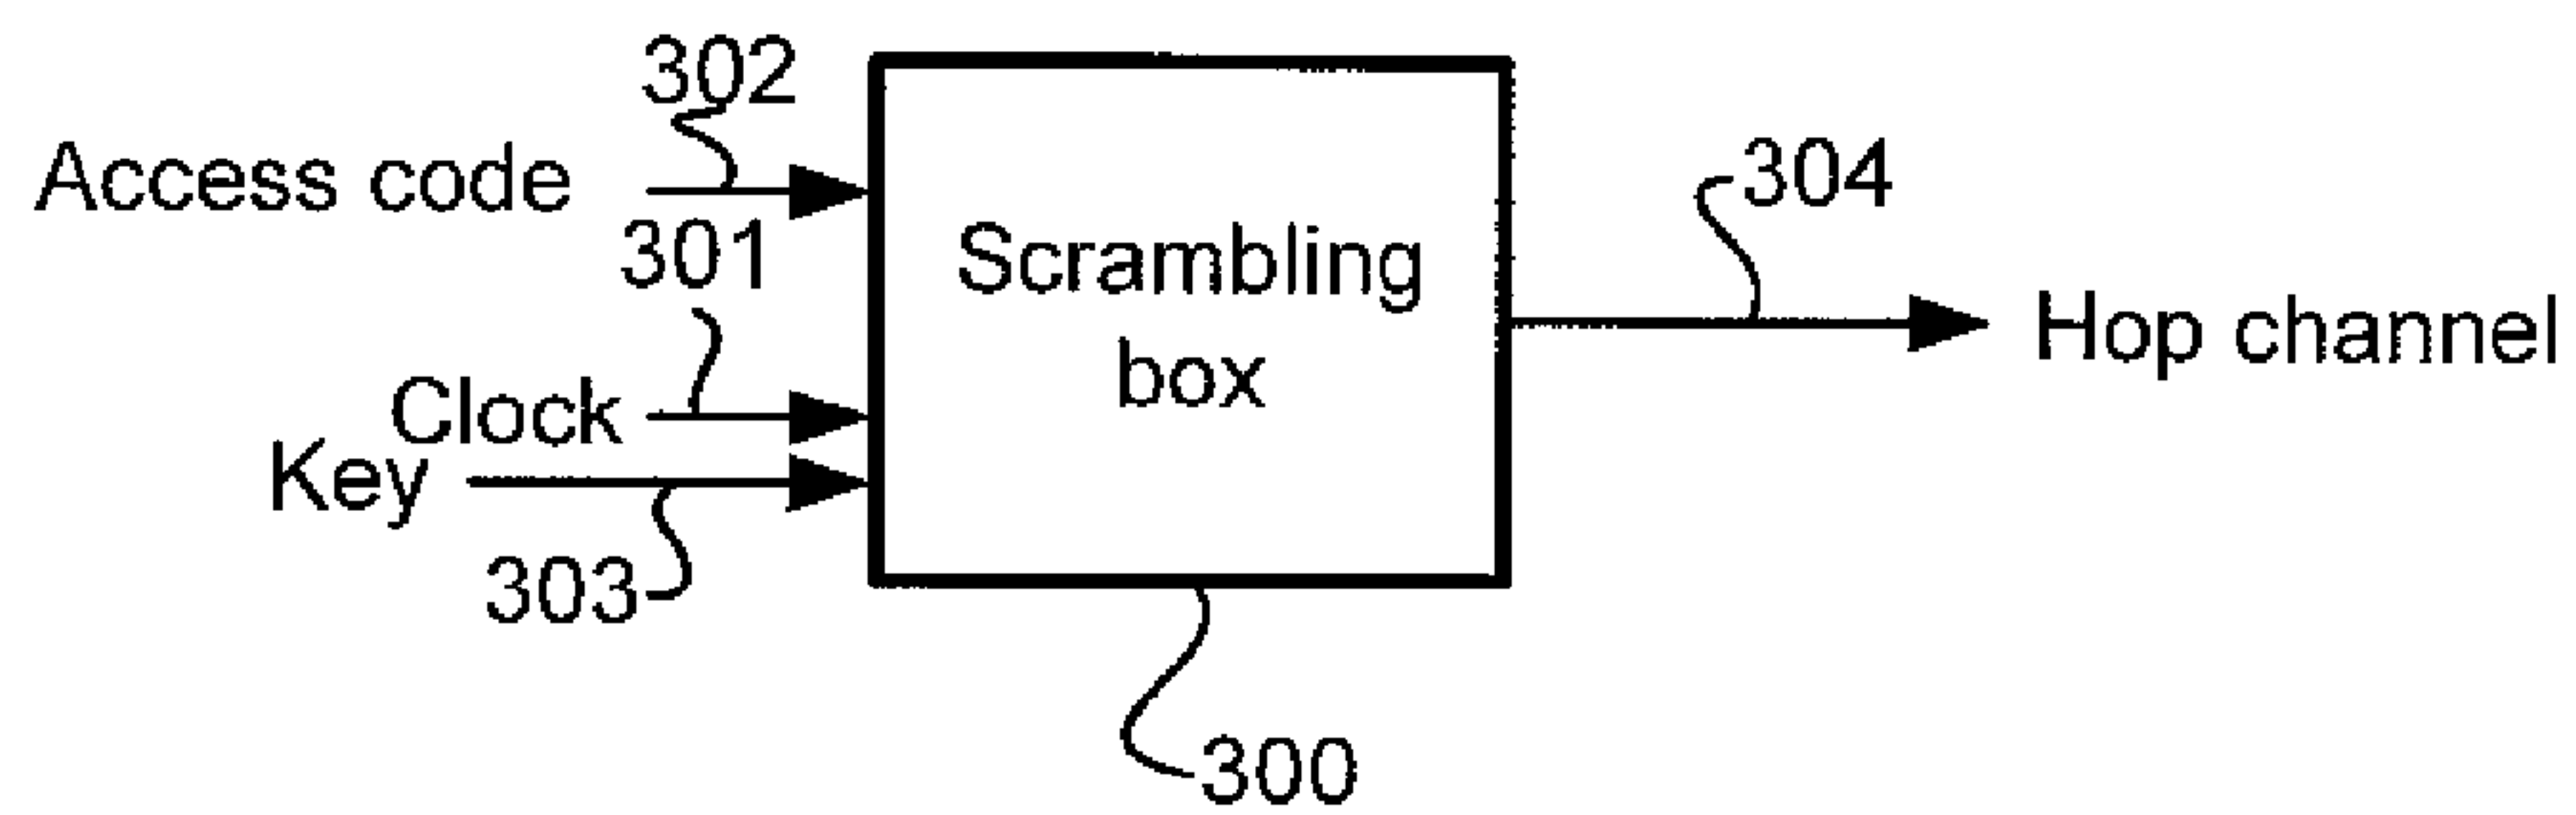 302
Access code
304
301
Scrambling
box
Hop channel
Clock
Key
303
300